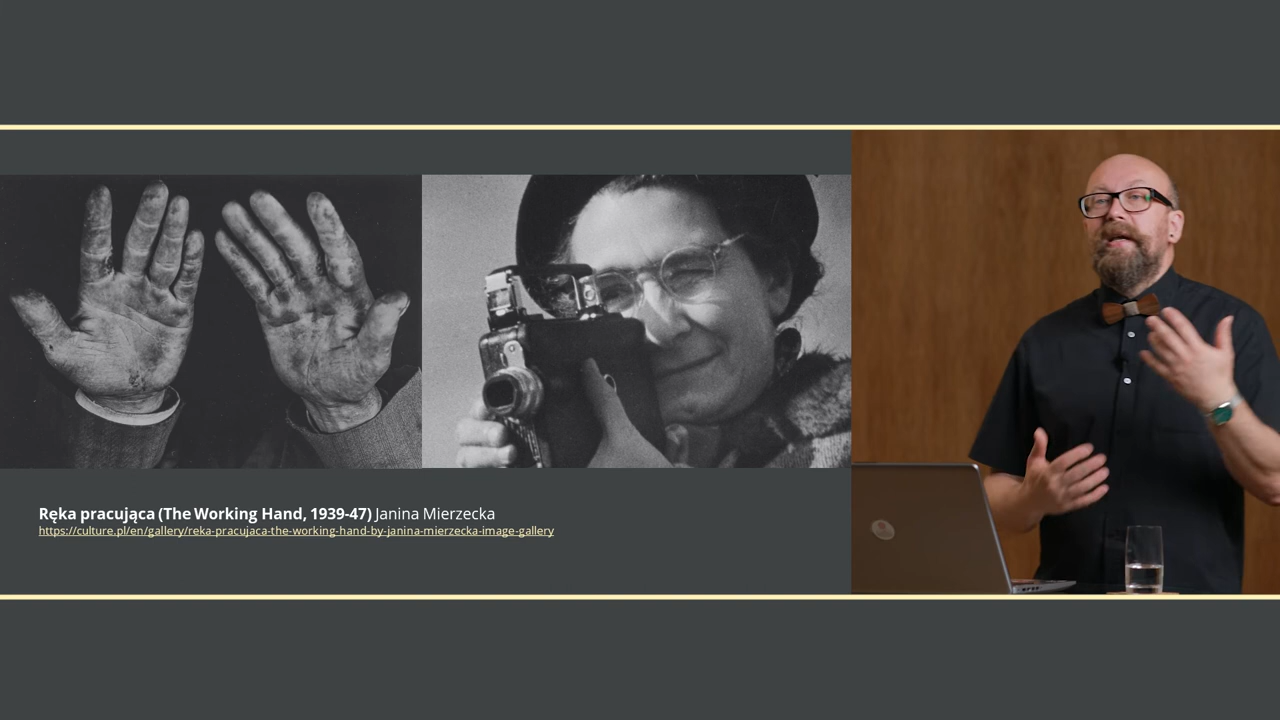 Ręka pracująca (The Working Hand, 1939-47) Janina Mierzecka
https://culture.pl/en/gallery/reka-pracujaca-the-working-hand-by-janina-mierzecka-image-gallery